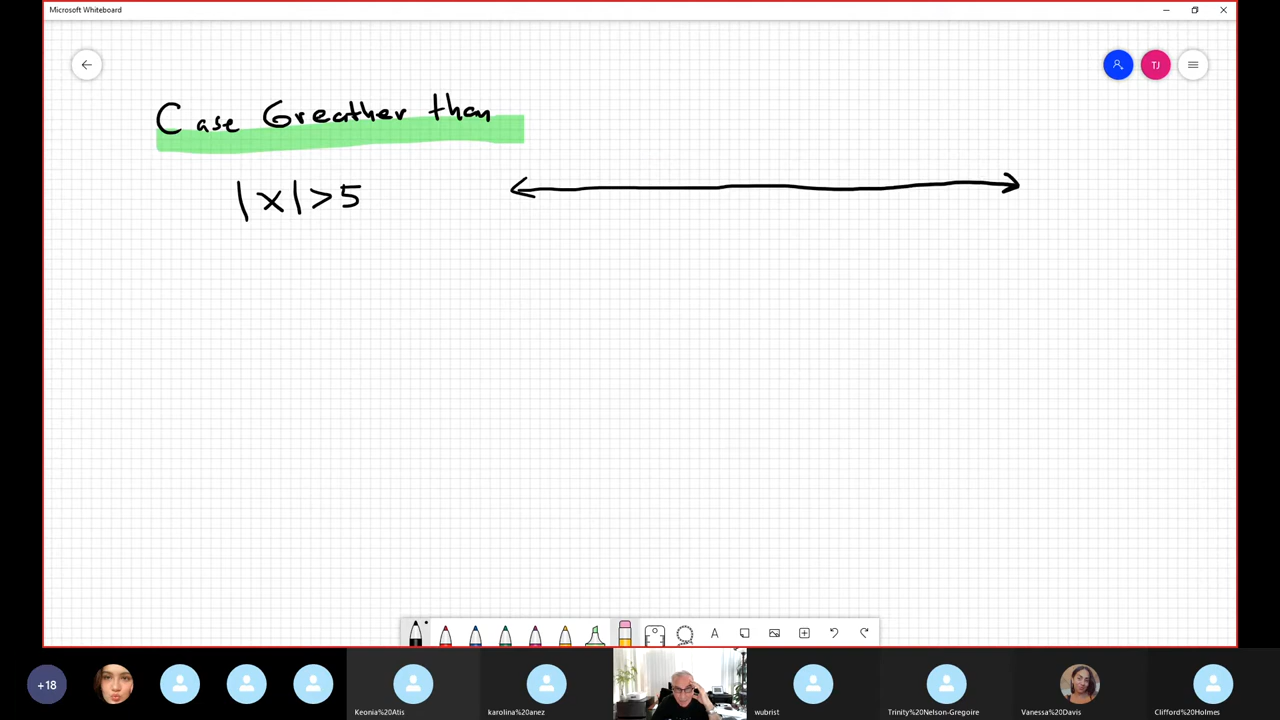 Microsoft Whiteboard
TJ
Case Greather than
|x|>5
A
+18
Keonia%20Atis
karolina%20anez
wubrist
Trinity%20Nelson-Gregoire
Vanessa%20Davis
Clifford%20Holmes